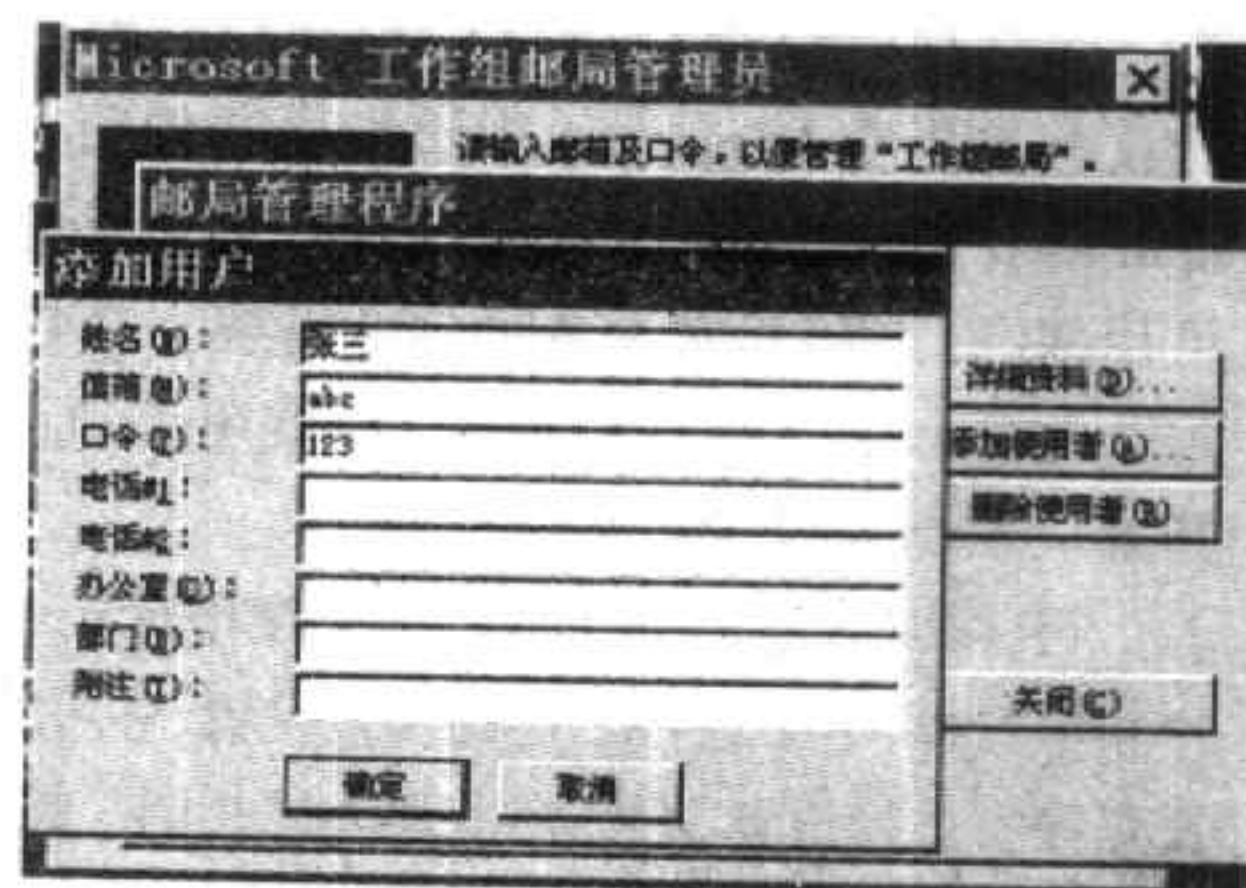 Microsoft 工作组邮局管理员
请输入邮箱及口令，以便管理“工作组邮局”．
邮局管理程序
添加用户
姓名(N)：
张三
信箱(M)：
abc
口令(P)：
123
电话#1：
电话#2：
办公室(O)：
部门(D)：
附注(T)：
确定
取消
详细资料(D)...
添加使用者(A)...
删除使用者(R)
关闭(C)